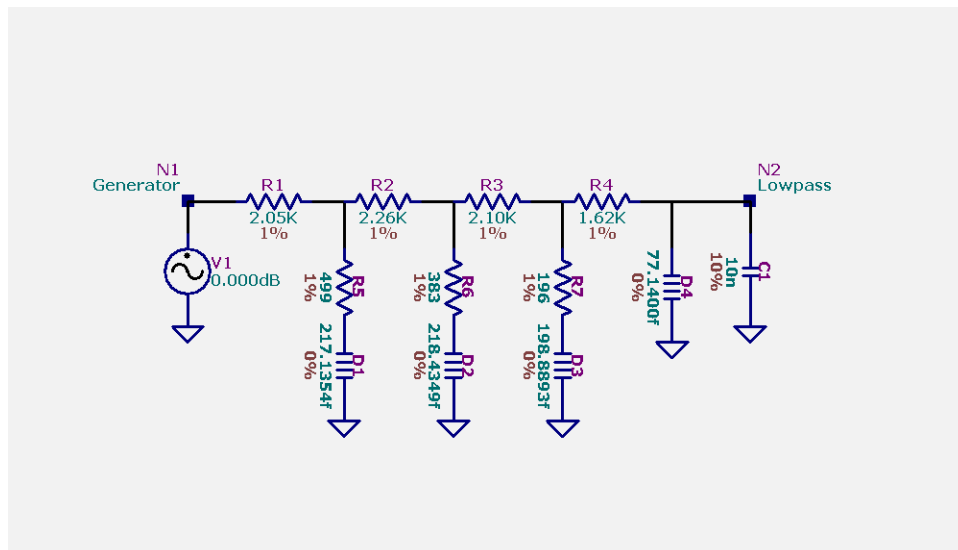 N1
Generator
V1
0.000dB
R1
2.05K
1%
R2
2.26K
1%
R3
2.10K
1%
R4
1.62K
1%
N2
Lowpass
R5
499
1%
D1
217.1354f
0%
R6
383
1%
D2
218.4349f
0%
R7
196
1%
D3
198.8893f
0%
D4
77.1400f
0%
C1
10n
10%